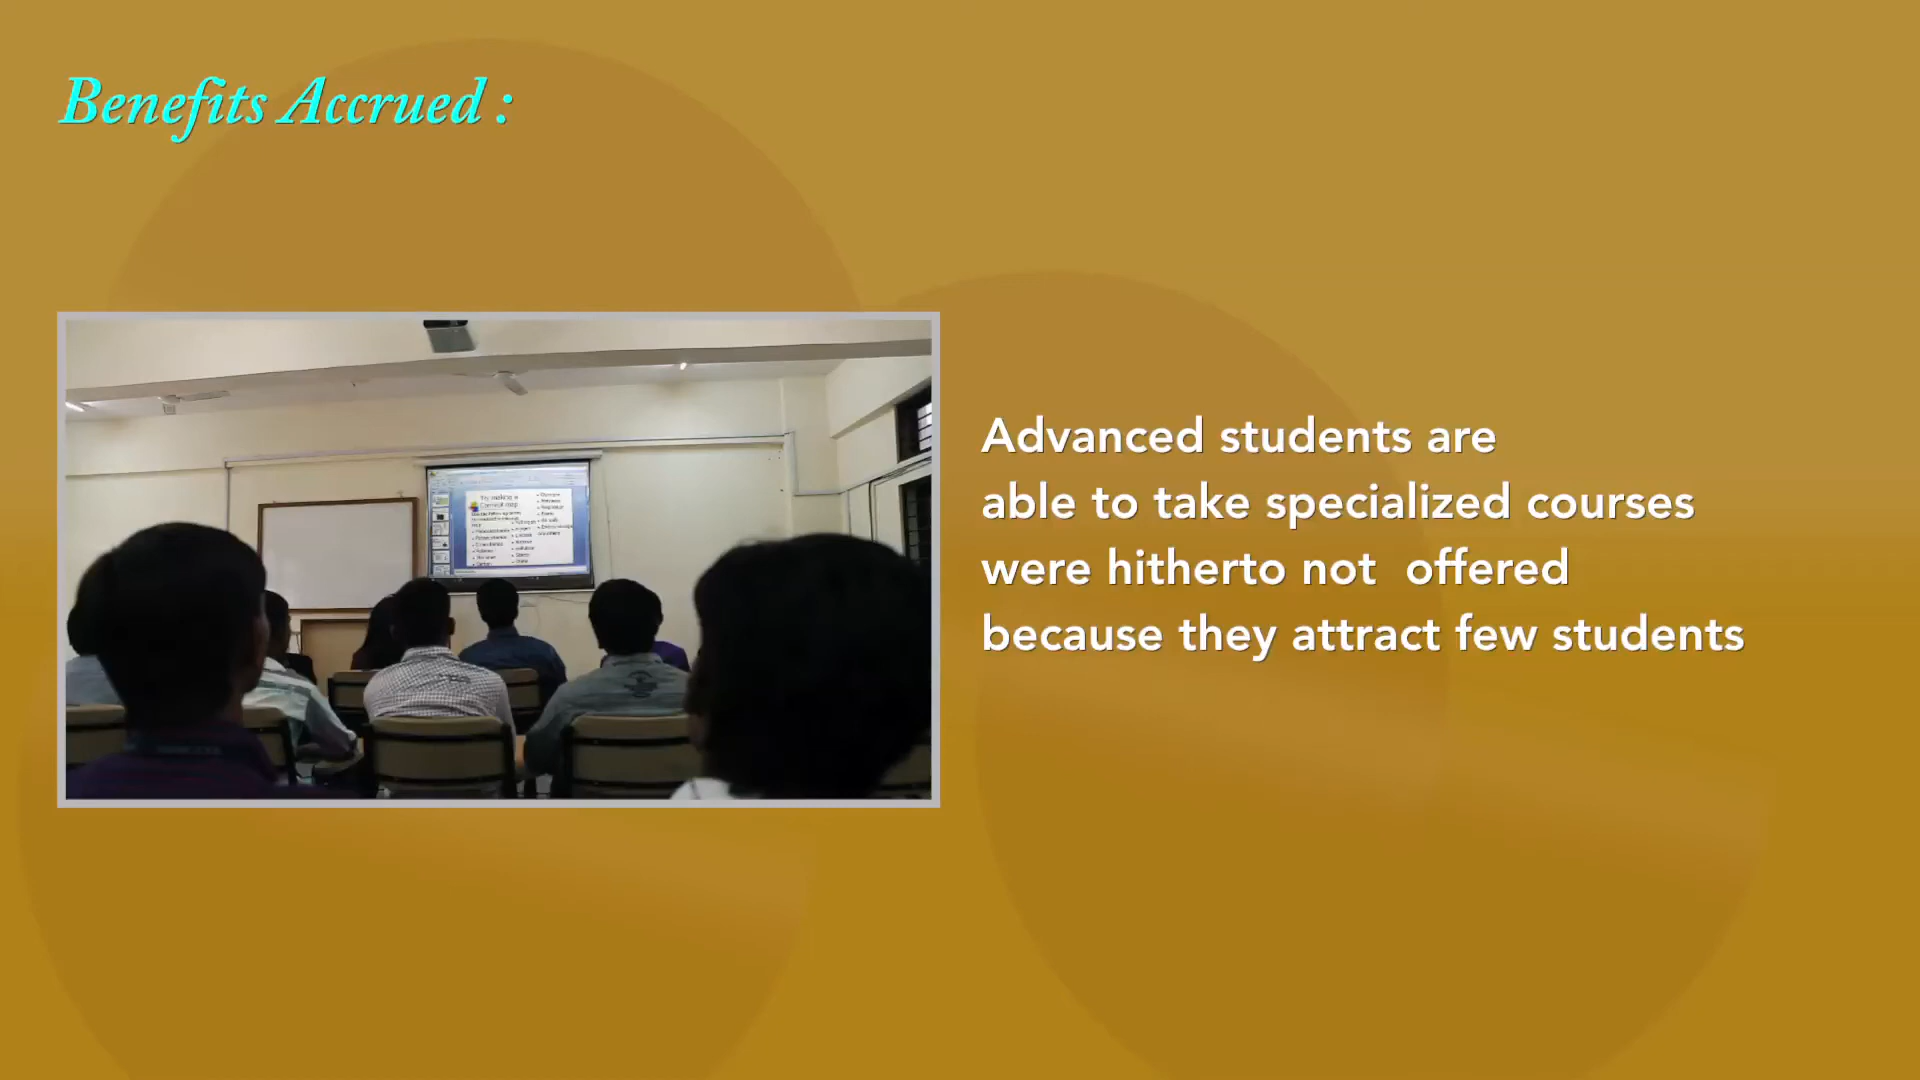 Benefits Accrued :
Advanced students are
able to take specialized courses
were hitherto not  offered
because they attract few students